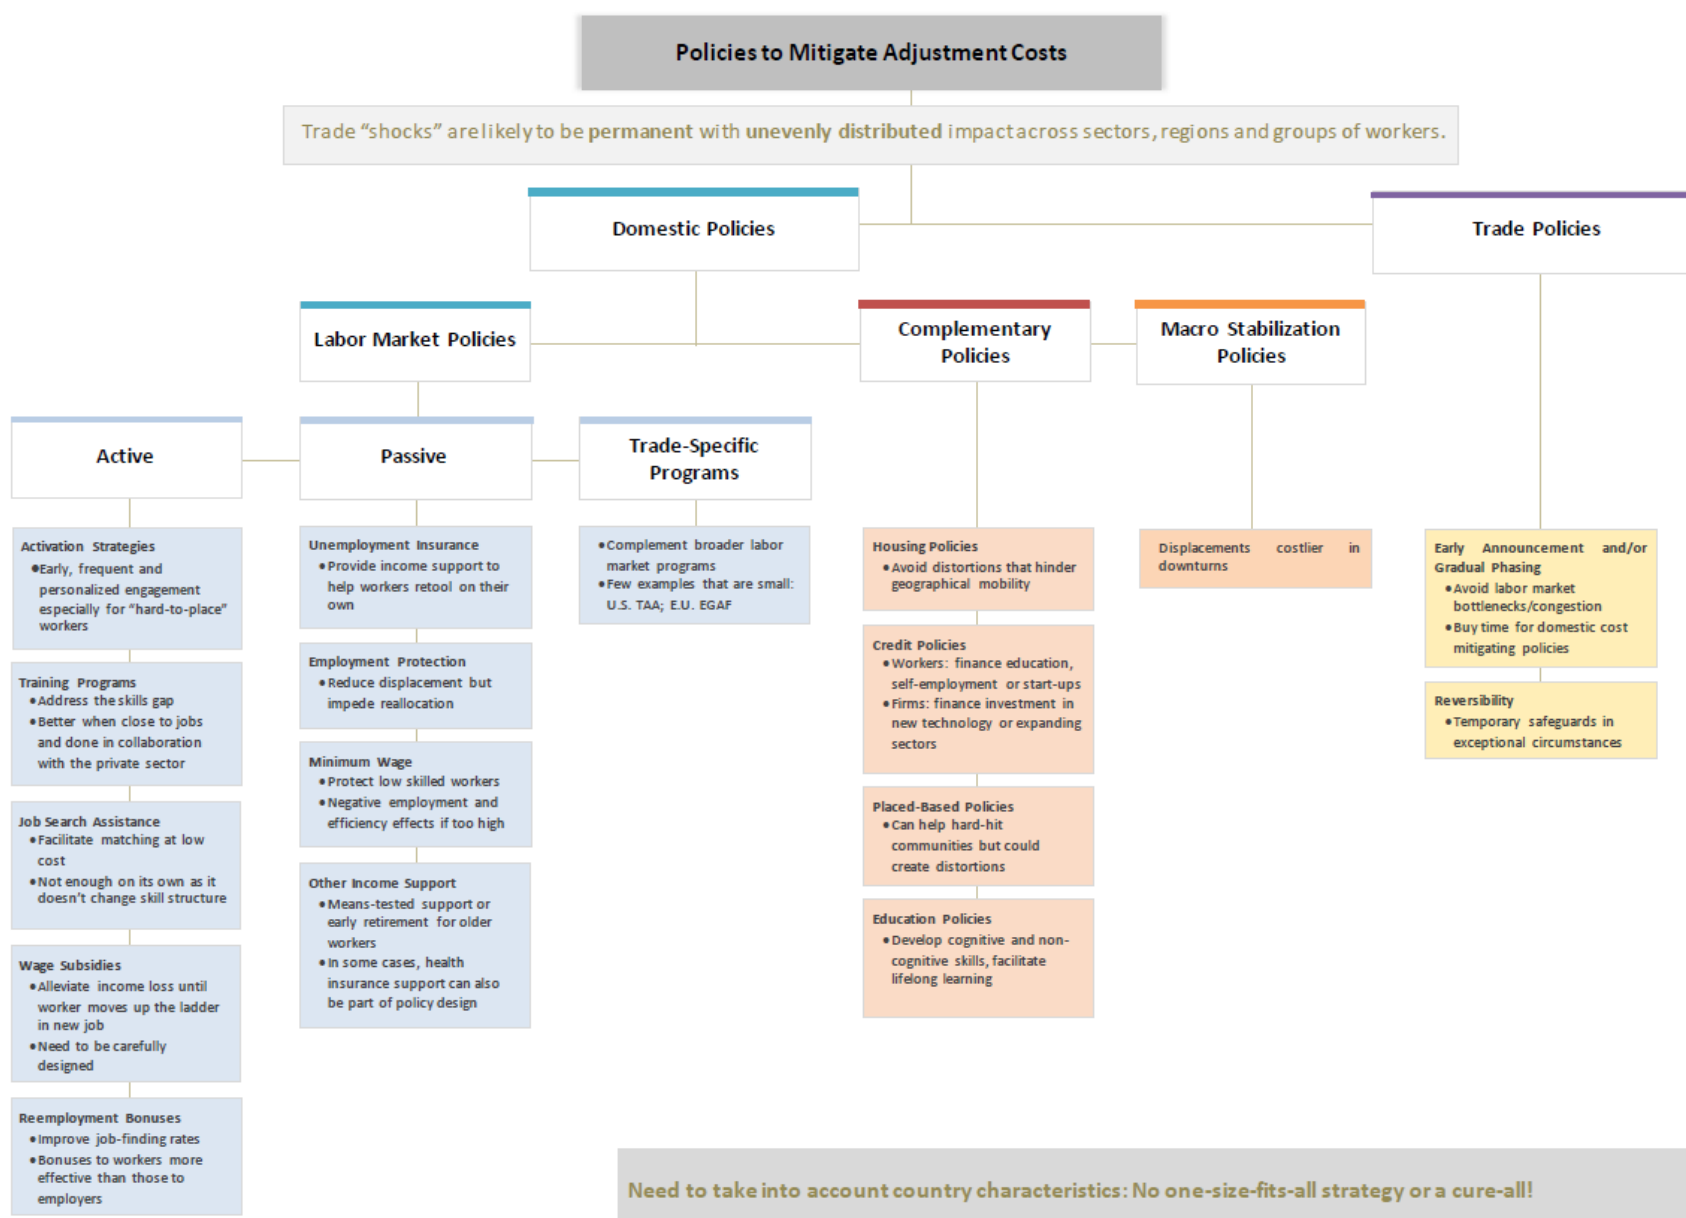 Policies to Mitigate Adjustment Costs
Trade “shocks” are likely to be permanent with unevenly distributed impact across sectors, regions and groups of workers.
Domestic Policies
Trade Policies
Labor Market Policies
Complementary
Policies
Macro Stabilization
Policies
Active
Passive
Trade-Specific
Programs
Activation Strategies
•Early, frequent and
personalized engagement
especially for “hard-to-place”
workers
Training Programs
•Address the skills gap
•Better when close to jobs
and done in collaboration
with the private sector
Job Search Assistance
•Facilitate matching at low
cost
•Not enough on its own as it
doesn’t change skill structure
Wage Subsidies
•Alleviate income loss until
worker moves up the ladder
in new job
•Need to be carefully
designed
Reemployment Bonuses
•Improve job-finding rates
•Bonuses to workers more
effective than those to
employers
Unemployment Insurance
•Provide income support to
help workers retool on their
own
Employment Protection
•Reduce displacement but
impede reallocation
Minimum Wage
•Protect low skilled workers
•Negative employment and
efficiency effects if too high
Other Income Support
•Means-tested support or
early retirement for older
workers
•In some cases, health
insurance support can also
be part of policy design
•Complement broader labor
market programs
•Few examples that are small:
U.S. TAA; E.U. EGAF
Housing Policies
•Avoid distortions that hinder
geographical mobility
Credit Policies
•Workers: finance education,
self-employment or start-ups
•Firms: finance investment in
new technology or expanding
sectors
Placed-Based Policies
•Can help hard-hit
communities but could
create distortions
Education Policies
•Develop cognitive and non-
cognitive skills, facilitate
lifelong learning
Displacements costlier in
downturns
Early Announcement and/or
Gradual Phasing
•Avoid labor market
bottlenecks/congestion
•Buy time for domestic cost
mitigating policies
Reversibility
•Temporary safeguards in
exceptional circumstances
Need to take into account country characteristics: No one-size-fits-all strategy or a cure-all!